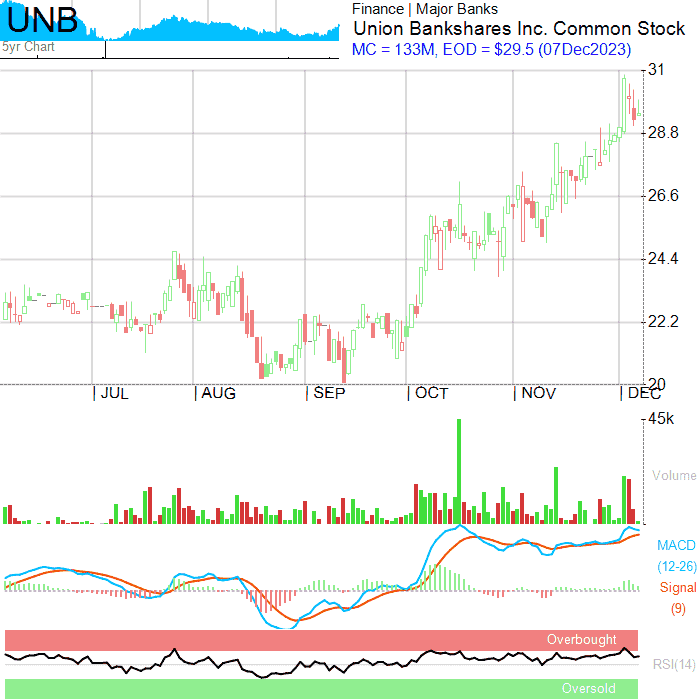 UNB
5yr Chart
Finance | Major Banks
Union Bankshares Inc. Common Stock
MC = 133M, EOD = $29.5 (07Dec2023)
31
28.8
26.6
24.4
22.2
20
| JUL
| AUG
| SEP
| OCT
| NOV
| DEC
45k
Volume
MACD
(12-26)
Signal
(9)
Overbought
RSI(14)
Oversold